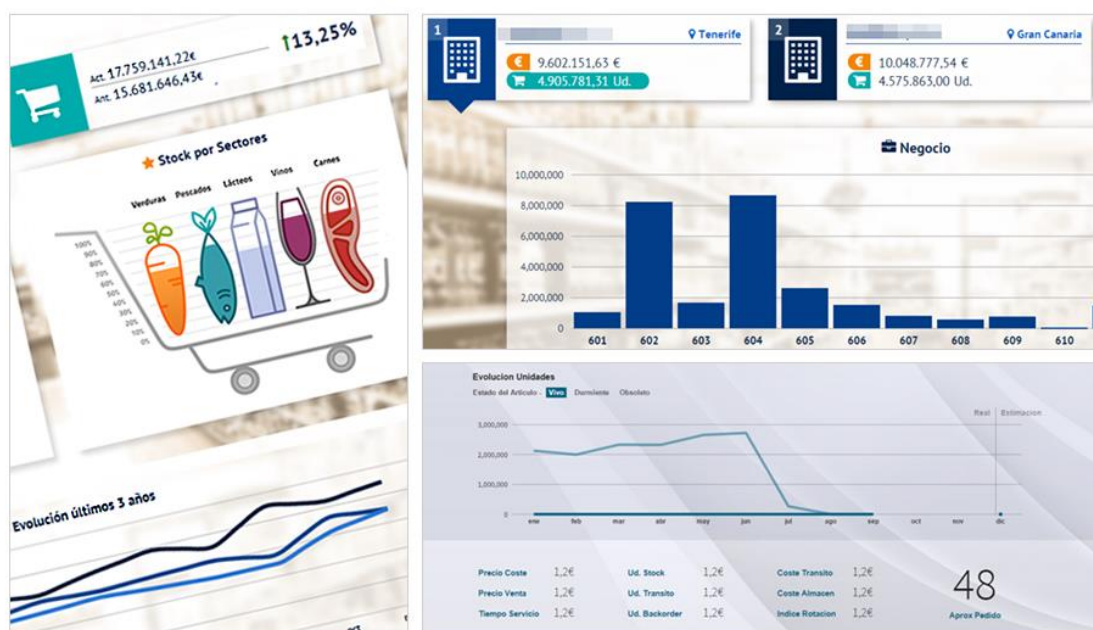 Act. 17.759.141,22€
Ant. 15.681.646,43€
↑13,25%
Stock por Sectores
Verduras Pescados Lácteos Vinos Carnes
100%
90%
80%
70%
60%
50%
40%
30%
20%
10%
0%
Evolución últimos 3 años
1
Tenerife
€ 9.602.151,63 €
4.905.781,31 Ud.
2
Gran Canaria
€ 10.048.777,54 €
4.575.863,00 Ud.
Negocio
10,000,000
8,000,000
6,000,000
4,000,000
2,000,000
0
601 602 603 604 605 606 607 608 609 610
Evolucion Unidades
Estado del Articulo - Vivo Durmiente Obsoleto
Real Estimacion
3,000,000
2,000,000
1,000,000
0
ene feb mar abr may jun jul ago sep oct nov dic
Precio Coste 1,2€ Ud. Stock 1,2€ Coste Transito 1,2€
Precio Venta 1,2€ Ud. Transito 1,2€ Coste Almacen 1,2€
Tiempo Servicio 1,2€ Ud. Backorder 1,2€ Indice Rotacion 1,2€
48
Aprox Pedido